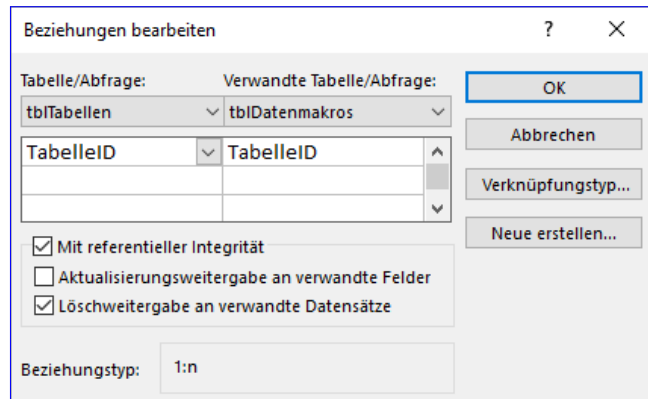 Beziehungen bearbeiten ? ×
Tabelle/Abfrage: Verwandte Tabelle/Abfrage:
tblTabellen tblDatenmakros
TabelleID TabelleID
OK
Abbrechen
Verknüpfungstyp...
Neue erstellen...
Mit referentieller Integrität
Aktualisierungsweitergabe an verwandte Felder
Löschweitergabe an verwandte Datensätze
Beziehungstyp: 1:n